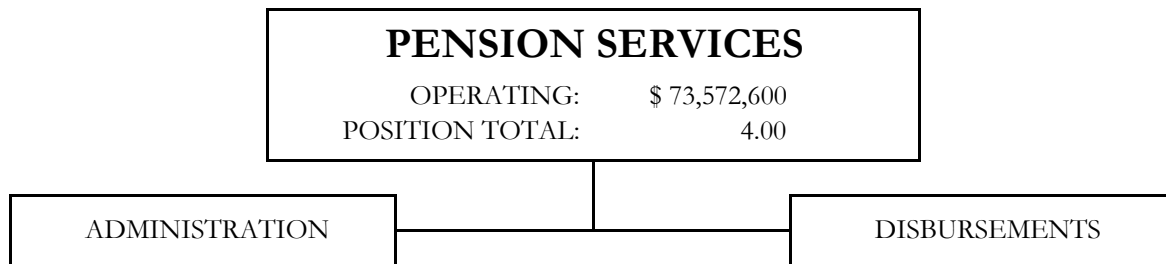 PENSION SERVICES
OPERATING: $ 73,572,600
POSITION TOTAL: 4.00
ADMINISTRATION
DISBURSEMENTS